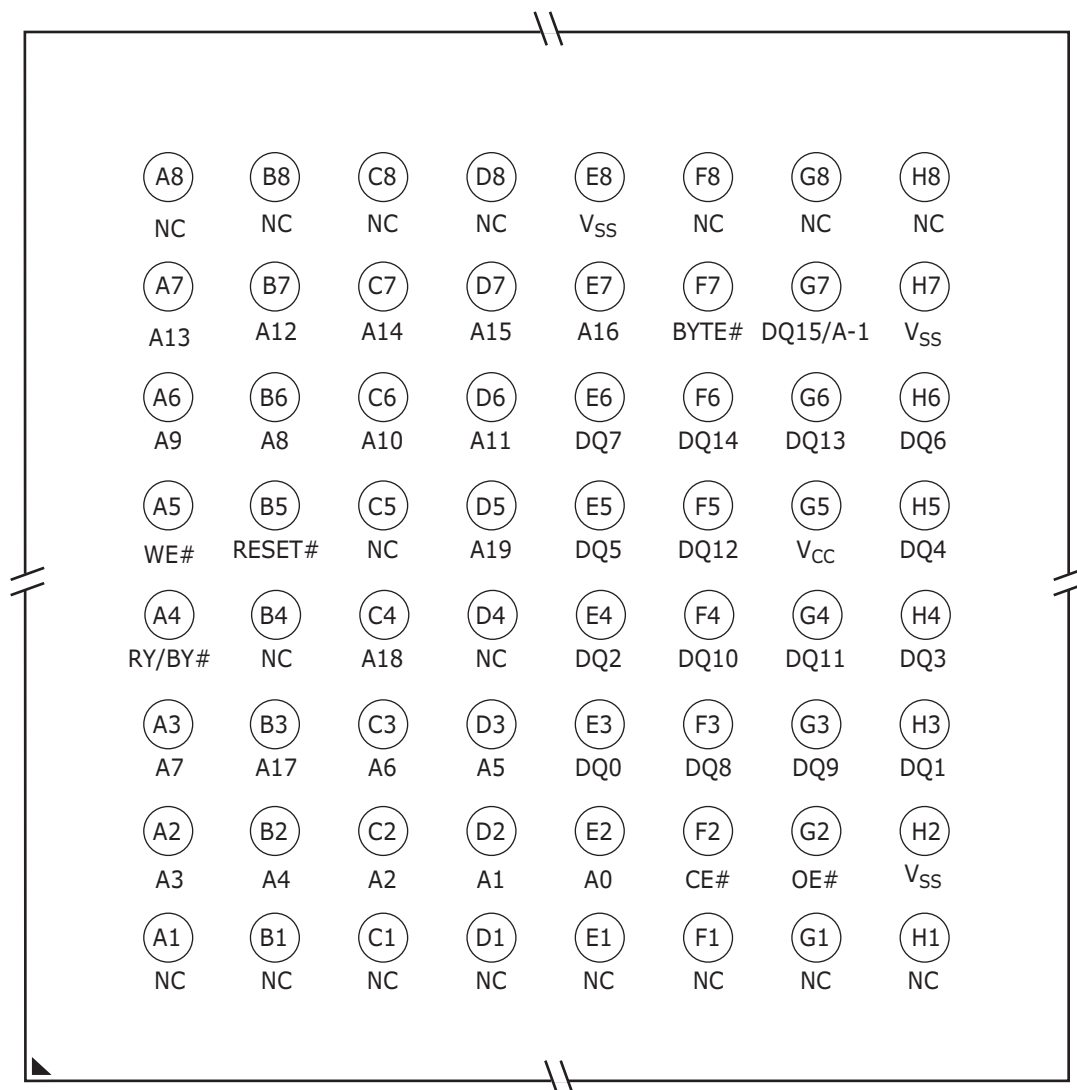 A8 B8 C8 D8 E8 F8 G8 H8
NC NC NC NC VSS NC NC NC
A7 B7 C7 D7 E7 F7 G7 H7
A13 A12 A14 A15 A16 BYTE# DQ15/A-1 VSS
A6 B6 C6 D6 E6 F6 G6 H6
A9 A8 A10 A11 DQ7 DQ14 DQ13 DQ6
A5 B5 C5 D5 E5 F5 G5 H5
WE# RESET# NC A19 DQ5 DQ12 VCC DQ4
A4 B4 C4 D4 E4 F4 G4 H4
RY/BY# NC A18 NC DQ2 DQ10 DQ11 DQ3
A3 B3 C3 D3 E3 F3 G3 H3
A7 A17 A6 A5 DQ0 DQ8 DQ9 DQ1
A2 B2 C2 D2 E2 F2 G2 H2
A3 A4 A2 A1 A0 CE# OE# VSS
A1 B1 C1 D1 E1 F1 G1 H1
NC NC NC NC NC NC NC NC